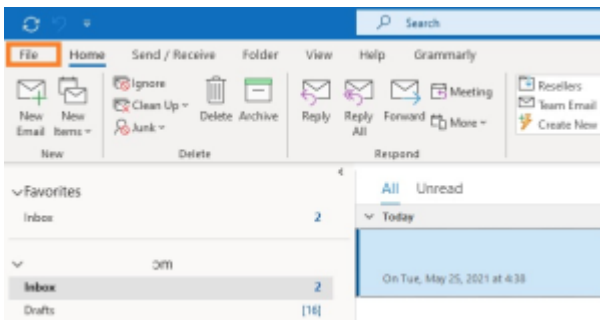 Search
File Home Send / Receive Folder View Help Grammarly
New Email
New Items
Ignore
Clean Up
Junk
Delete
Archive
Reply
Reply All
Forward
Meeting
More
Resellers
Team Email
Create New
New Delete Respond
Favorites
Inbox 2
om
Inbox 2
Drafts [16]
All Unread
Today
On Tue, May 25, 2021 at 4:38